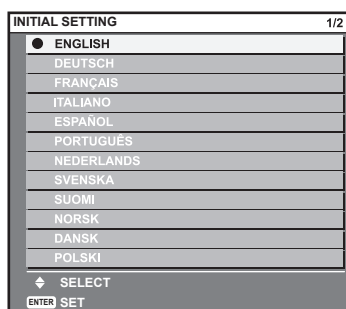 INITIAL SETTING 1/2
ENGLISH
DEUTSCH
FRANÇAIS
ITALIANO
ESPAÑOL
PORTUGUÊS
NEDERLANDS
SVENSKA
SUOMI
NORSK
DANSK
POLSKI
SELECT
ENTER SET